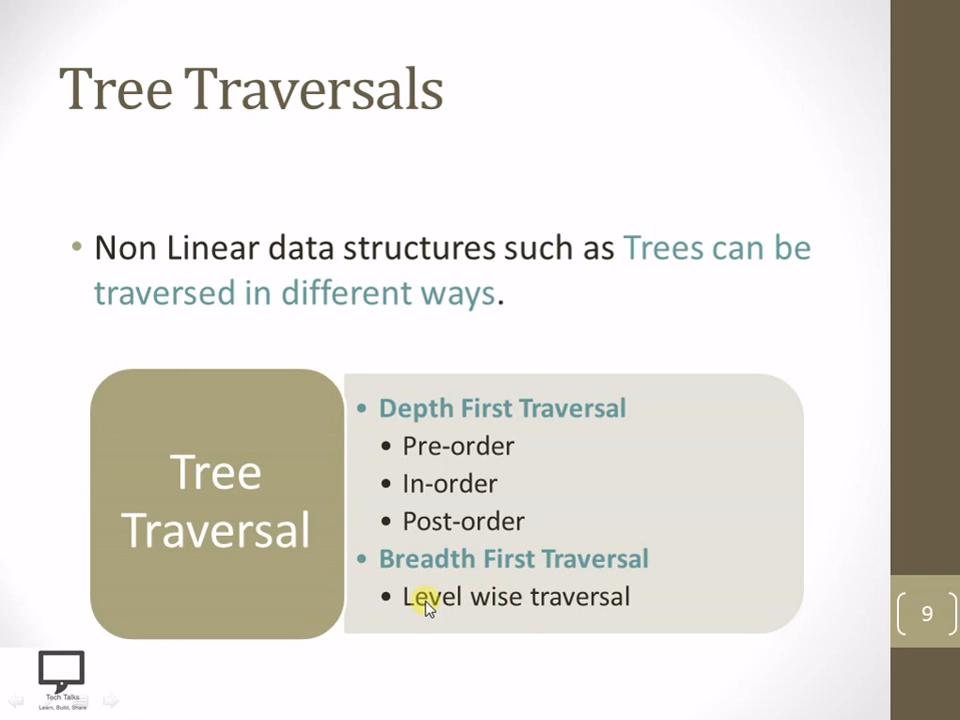 Tree Traversals
• Non Linear data structures such as Trees can be
traversed in different ways.
Tree
Traversal
• Depth First Traversal
• Pre-order
• In-order
• Post-order
• Breadth First Traversal
• Level wise traversal
9
Tech Talks
Learn, Build, Share